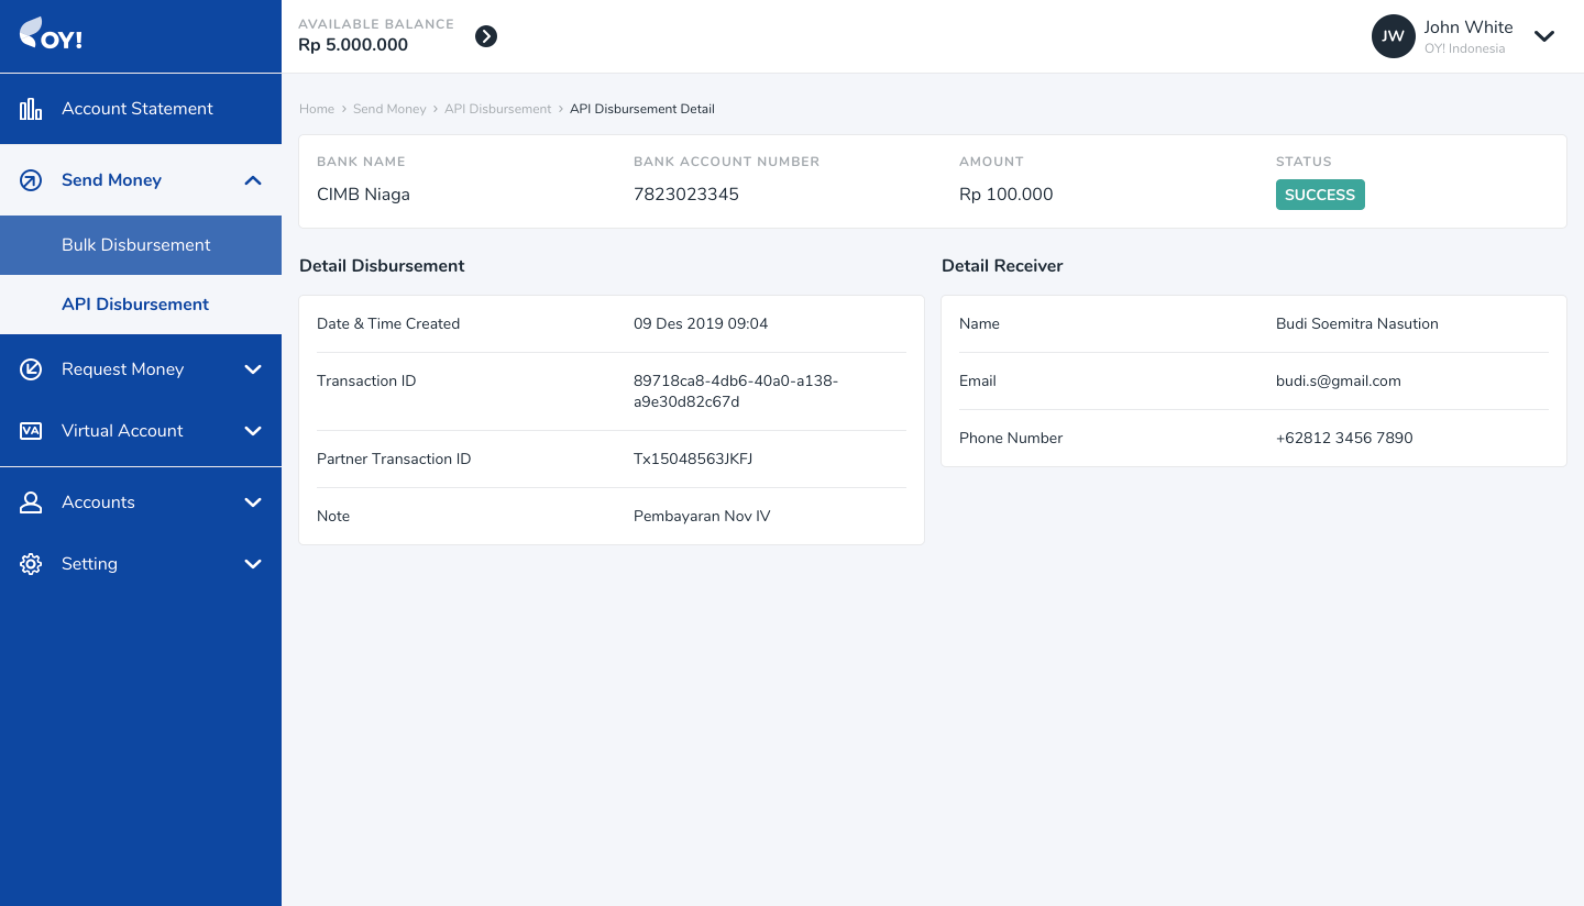 OY!
AVAILABLE BALANCE
Rp 5.000.000
JW
John White
OY! Indonesia
Account Statement
Send Money
Bulk Disbursement
API Disbursement
Request Money
VA
Virtual Account
Accounts
Setting
Home > Send Money > API Disbursement > API Disbursement Detail
BANK NAME BANK ACCOUNT NUMBER AMOUNT STATUS
CIMB Niaga 7823023345 Rp 100.000 SUCCESS
Detail Disbursement
Date & Time Created 09 Des 2019 09:04
Transaction ID 89718ca8-4db6-40a0-a138-
a9e30d82c67d
Partner Transaction ID Tx15048563JKFJ
Note Pembayaran Nov IV
Detail Receiver
Name Budi Soemitra Nasution
Email budi.s@gmail.com
Phone Number +62812 3456 7890